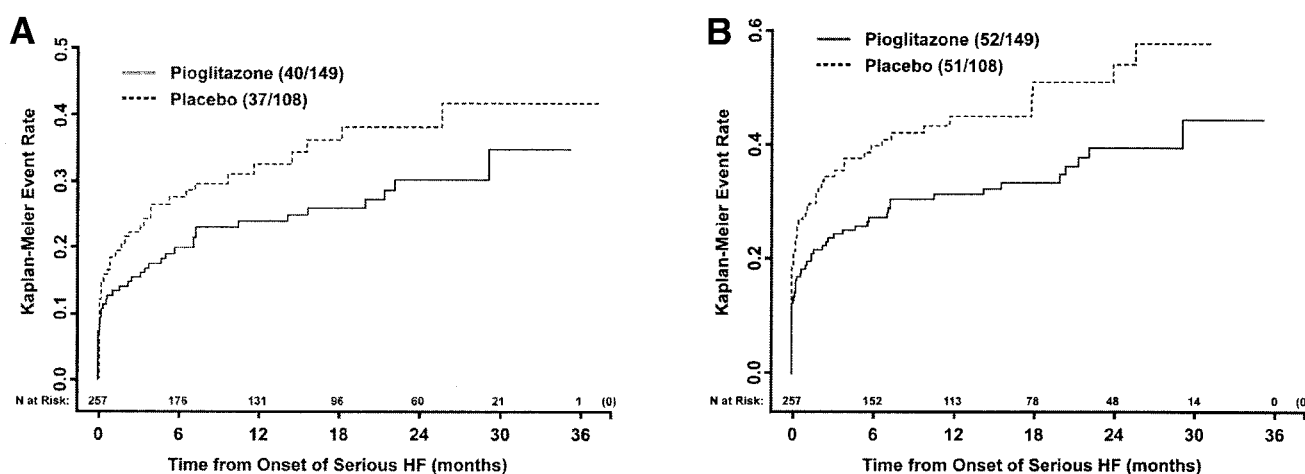 A
Pioglitazone (40/149)
Placebo (37/108)
Kaplan-Meier Event Rate
0.5
0.4
0.3
0.2
0.1
0.0
N at Risk: 257 176 131 96 60 21 1 (0)
0 6 12 18 24 30 36
Time from Onset of Serious HF (months)
B
Pioglitazone (52/149)
Placebo (51/108)
Kaplan-Meier Event Rate
0.6
0.4
0.2
0.0
N at Risk: 257 152 113 78 48 14 0 (0
0 6 12 18 24 30 36
Time from Onset of Serious HF (months)